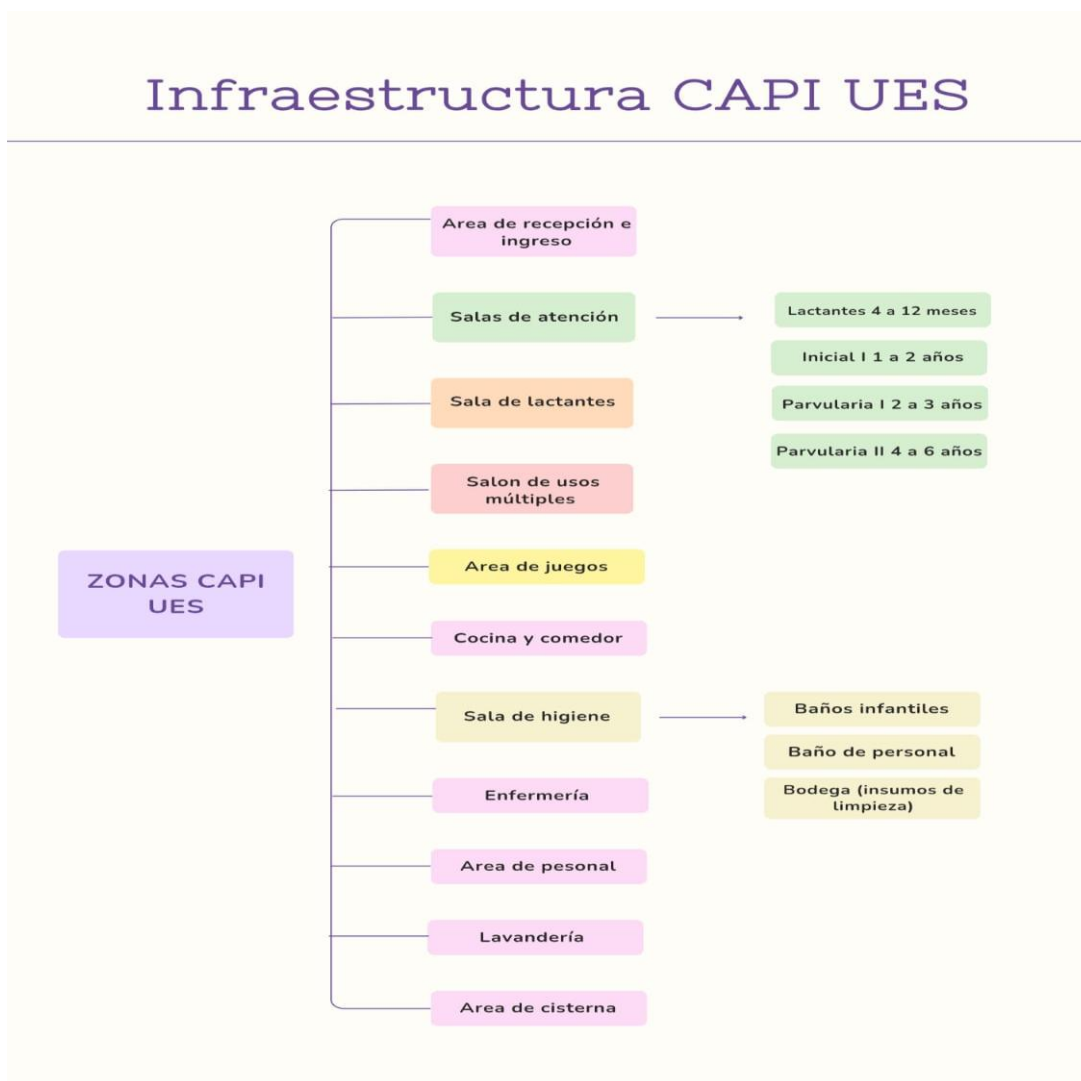 Infraestructura CAPI UES
ZONAS CAPI
UES
Area de recepción e
ingreso
Salas de atención
Lactantes 4 a 12 meses
Inicial I 1 a 2 años
Parvularia I 2 a 3 años
Parvularia II 4 a 6 años
Sala de lactantes
Salon de usos
múltiples
Area de juegos
Cocina y comedor
Sala de higiene
Baños infantiles
Baño de personal
Bodega (insumos de
limpieza)
Enfermería
Area de pesonal
Lavandería
Area de cisterna